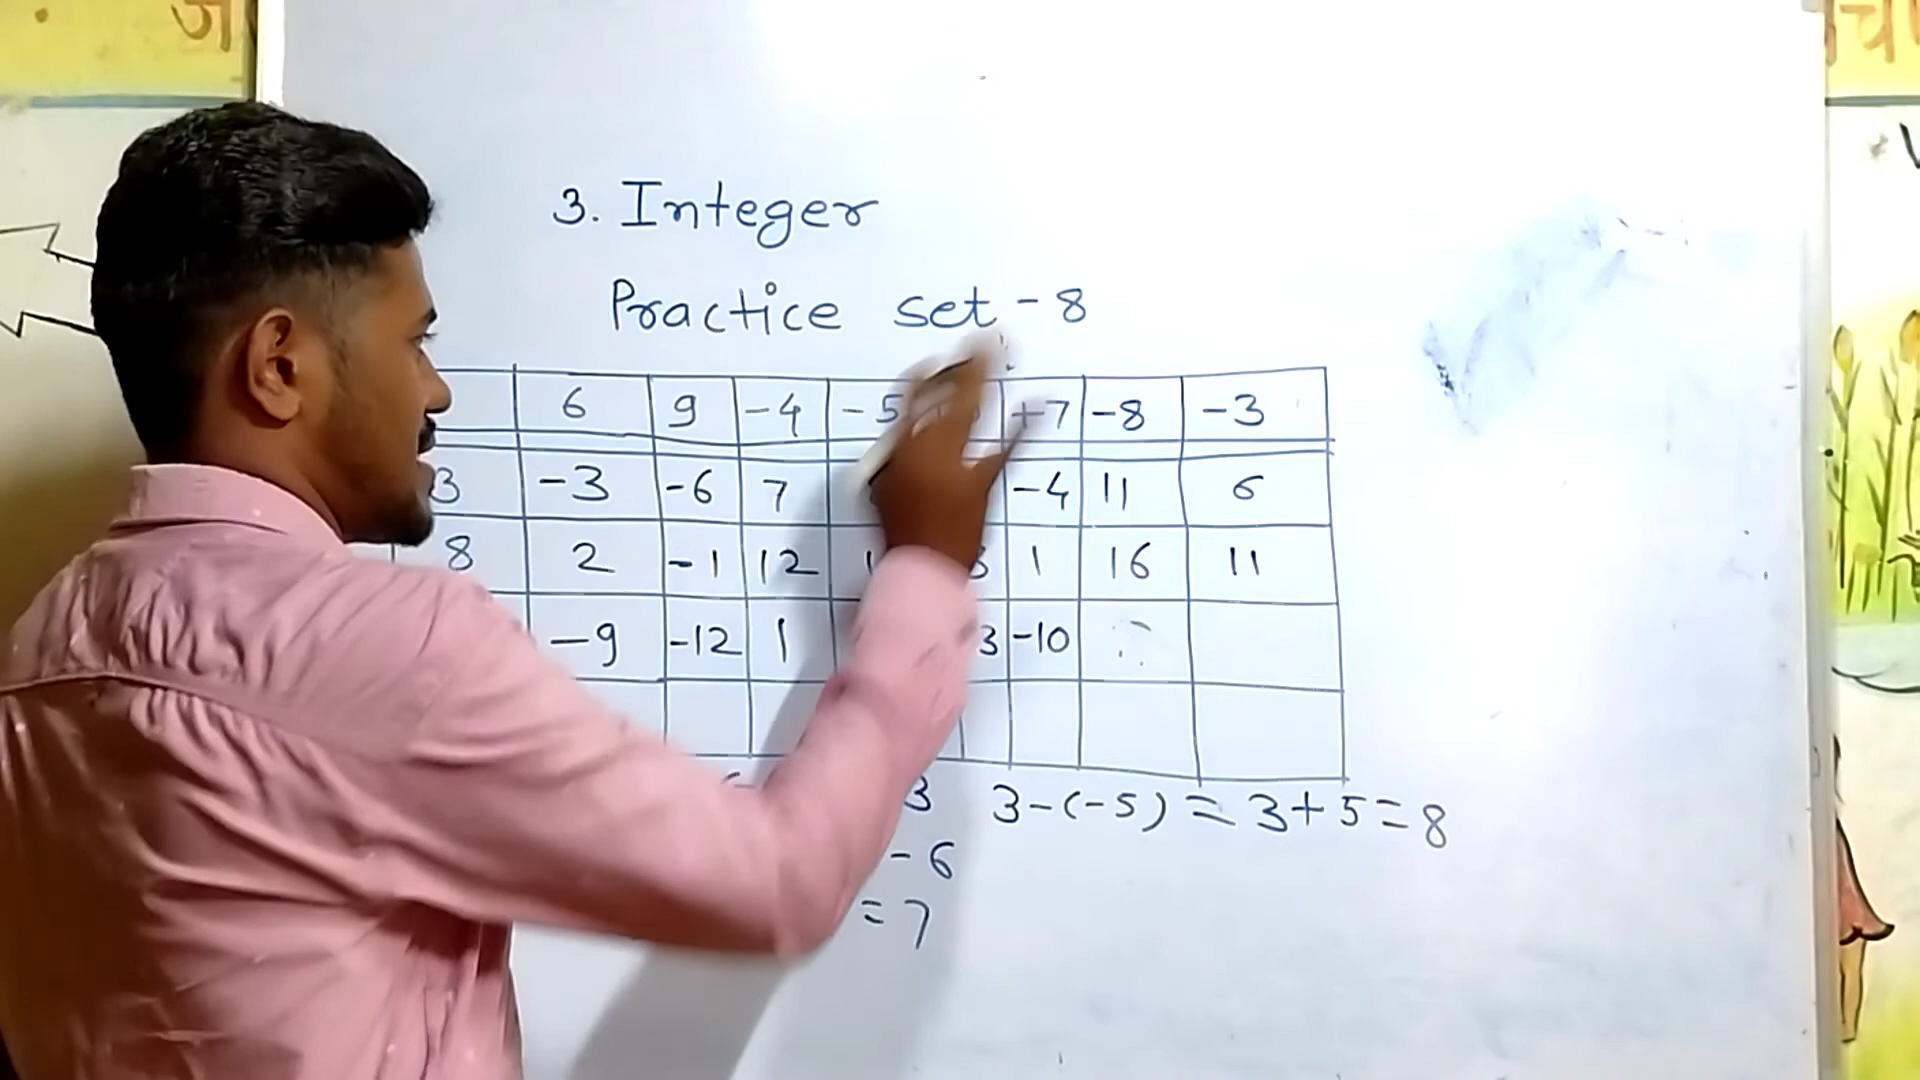 ज
3. Integer
Practice set - 8
6 9 -4 -5 +7 -8 -3
3 -3 -6 7 -4 11 6
8 2 -1 12 1 16 11
-9 -12 1 3 -10
3 3-(-5) = 3+5=8
-6
=7